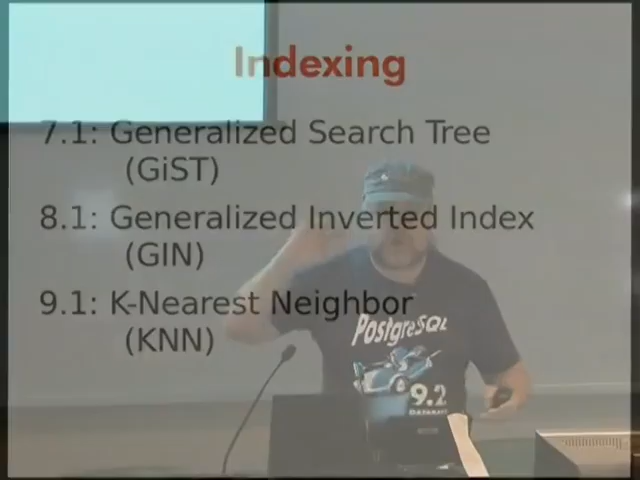 Indexing
7.1: Generalized Search Tree
(GiST)
8.1: Generalized Inverted Index
(GIN)
9.1: K-Nearest Neighbor
(KNN)
PostgreSQL
9.2